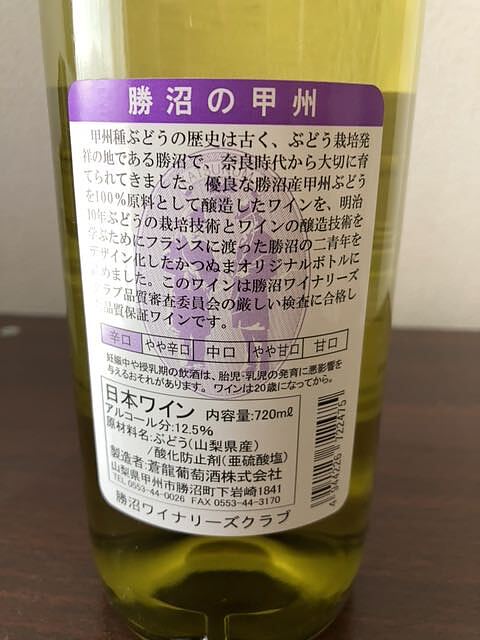 勝沼の甲州
甲州種ぶどうの歴史は古く、ぶどう栽培発
祥の地である勝沼で、奈良時代から大切に育
てられてきました。優良な勝沼産甲州ぶどう
を100%原料として醸造したワインを、明治
10年ぶどうの栽培技術とワインの醸造技術を
学ぶためにフランスに渡った勝沼の二青年を
デザイン化したかつぬまオリジナルボトルに
めました。このワインは勝沼ワイナリーズ
ラブ品質審査委員会の厳しい検査に合格し
品質保証ワインです。
辛口 やや辛口 中口 やや甘口 甘口
妊娠中や授乳期の飲酒は、胎児・乳児の発育に悪影響を
与えるおそれがあります。ワインは20歳になってから。
日本ワイン 内容量:720mℓ
アルコール分:12.5%
原材料名:ぶどう(山梨県産)
/酸化防止剤(亜硫酸塩)
製造者:蒼龍葡萄酒株式会社
山梨県甲州市勝沼町下岩崎1841
TEL 0553-44-0026 FAX 0553-44-3170
勝沼ワイナリーズクラブ
4 944226 722475